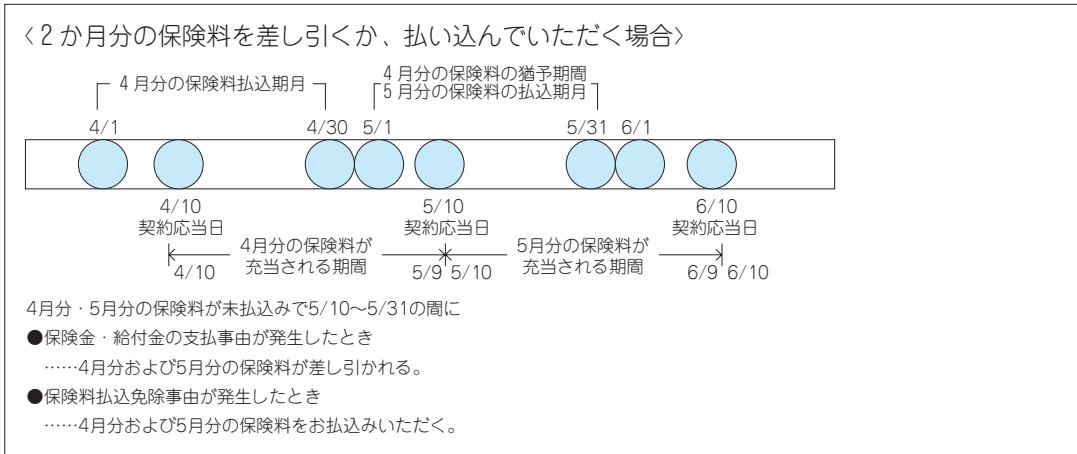 〈2か月分の保険料を差し引くか、払い込んでいただく場合〉
4月分の保険料払込期月
4月分の保険料の猶予期間
5月分の保険料の払込期月
4/1
4/30
5/1
5/31
6/1
4/10
契約応当日
5/10
契約応当日
6/10
契約応当日
4/10
4月分の保険料が
充当される期間
5/9
5/10
5月分の保険料が
充当される期間
6/9
6/10
4月分・5月分の保険料が未払込みで5/10～5/31の間に
●保険金・給付金の支払事由が発生したとき
……4月分および5月分の保険料が差し引かれる。
●保険料払込免除事由が発生したとき
……4月分および5月分の保険料をお払込みいただく。